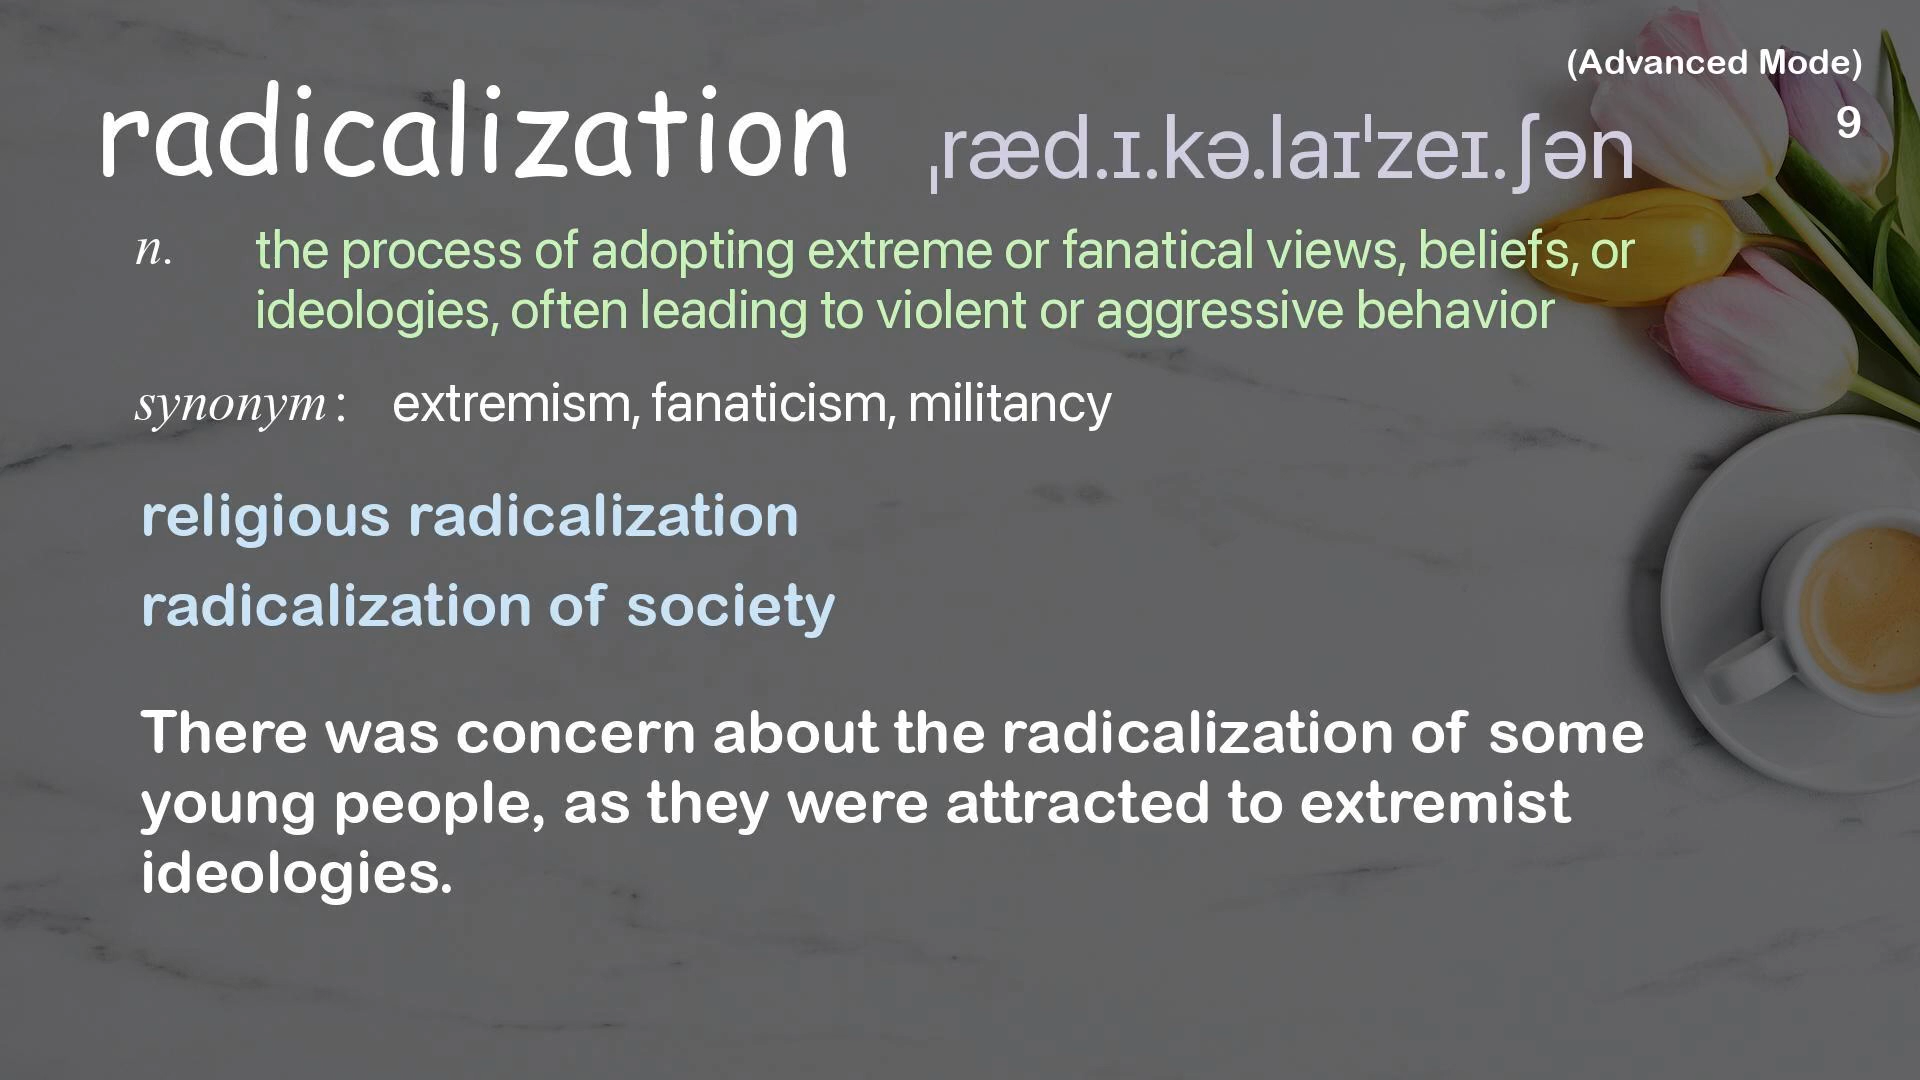 (Advanced Mode)
radicalization ˌræd.ɪ.kə.laɪˈzeɪ.ʃən 9
n. the process of adopting extreme or fanatical views, beliefs, or
ideologies, often leading to violent or aggressive behavior
synonym : extremism, fanaticism, militancy
religious radicalization
radicalization of society
There was concern about the radicalization of some
young people, as they were attracted to extremist
ideologies.